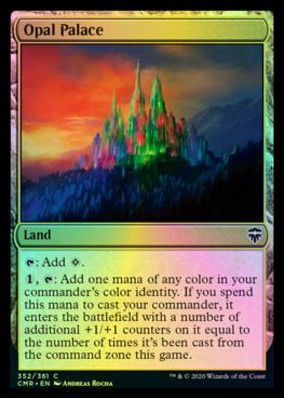 Opal Palace
Land
: Add .
1, : Add one mana of any color in your
commander's color identity. If you spend
this mana to cast your commander, it
enters the battlefield with a number of
additional +1/+1 counters on it equal to
the number of times it's been cast from
the command zone this game.
352/361 C
CMR • EN Andreas Rocha
™ & © 2020 Wizards of the Coast